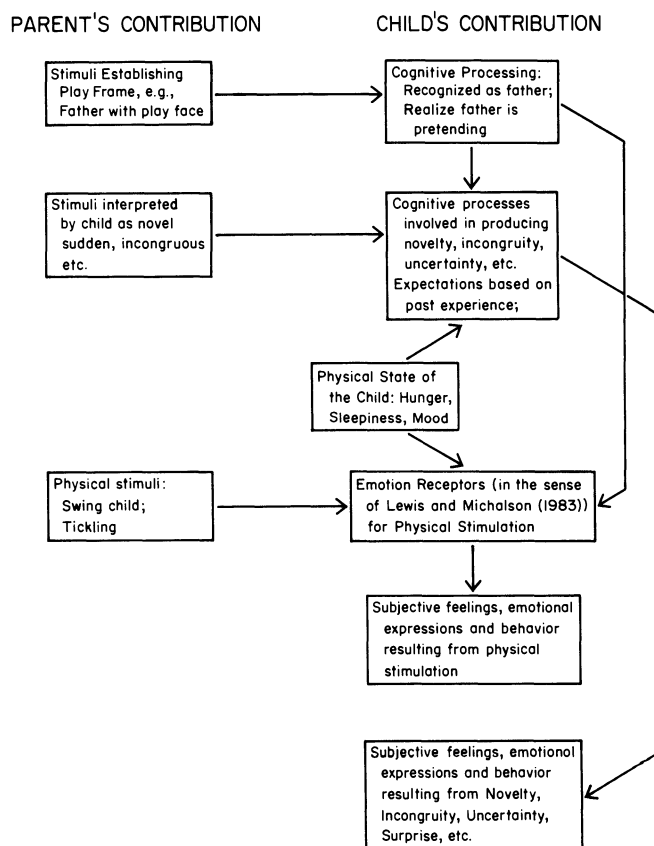 PARENT'S CONTRIBUTION
CHILD'S CONTRIBUTION
Stimuli Establishing
Play Frame, e.g.,
Father with play face
Cognitive Processing:
Recognized as father;
Realize father is
pretending
Stimuli interpreted
by child as novel
sudden, incongruous
etc.
Cognitive processes
involved in producing
novelty, incongruity,
uncertainty, etc.
Expectations based on
past experience;
Physical State of
the Child: Hunger,
Sleepiness, Mood
Physical stimuli:
Swing child;
Tickling
Emotion Receptors (in the sense
of Lewis and Michalson (1983))
for Physical Stimulation
Subjective feelings, emotional
expressions and behavior
resulting from physical
stimulation
Subjective feelings, emotional
expressions and behavior
resulting from Novelty,
Incongruity, Uncertainty,
Surprise, etc.